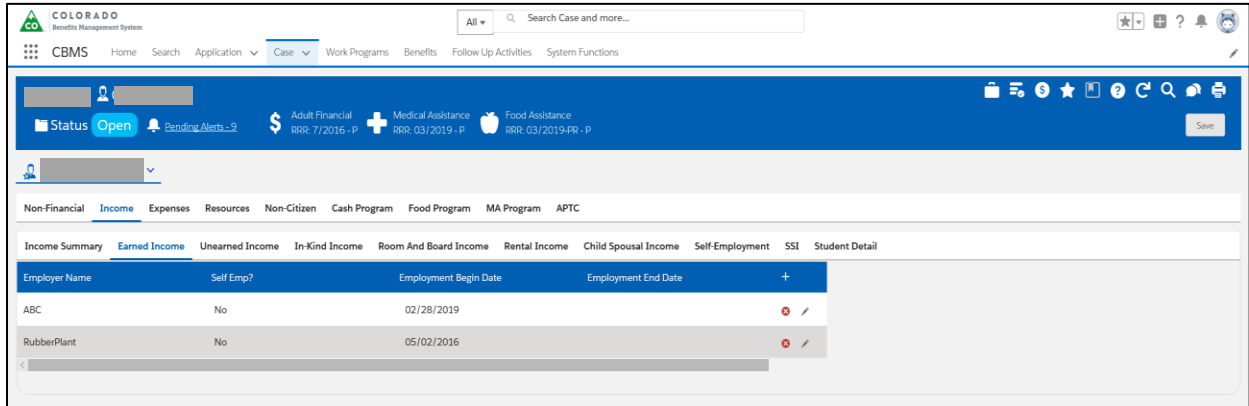 CO
COLORADO
Benefits Management System
All
Search Case and more...
CBMS Home Search Application Case Work Programs Benefits Follow Up Activities System Functions
Status Open Pending Alerts - 9
Adult Financial
RRR: 7/2016 - P
Medical Assistance
RRR: 03/2019 - P
Food Assistance
RRR: 03/2019-PR - P
Save
Non-Financial Income Expenses Resources Non-Citizen Cash Program Food Program MA Program APTC
Income Summary Earned Income Unearned Income In-Kind Income Room And Board Income Rental Income Child Spousal Income Self-Employment SSI Student Detail
Employer Name Self Emp? Employment Begin Date Employment End Date +
ABC No 02/28/2019
RubberPlant No 05/02/2016